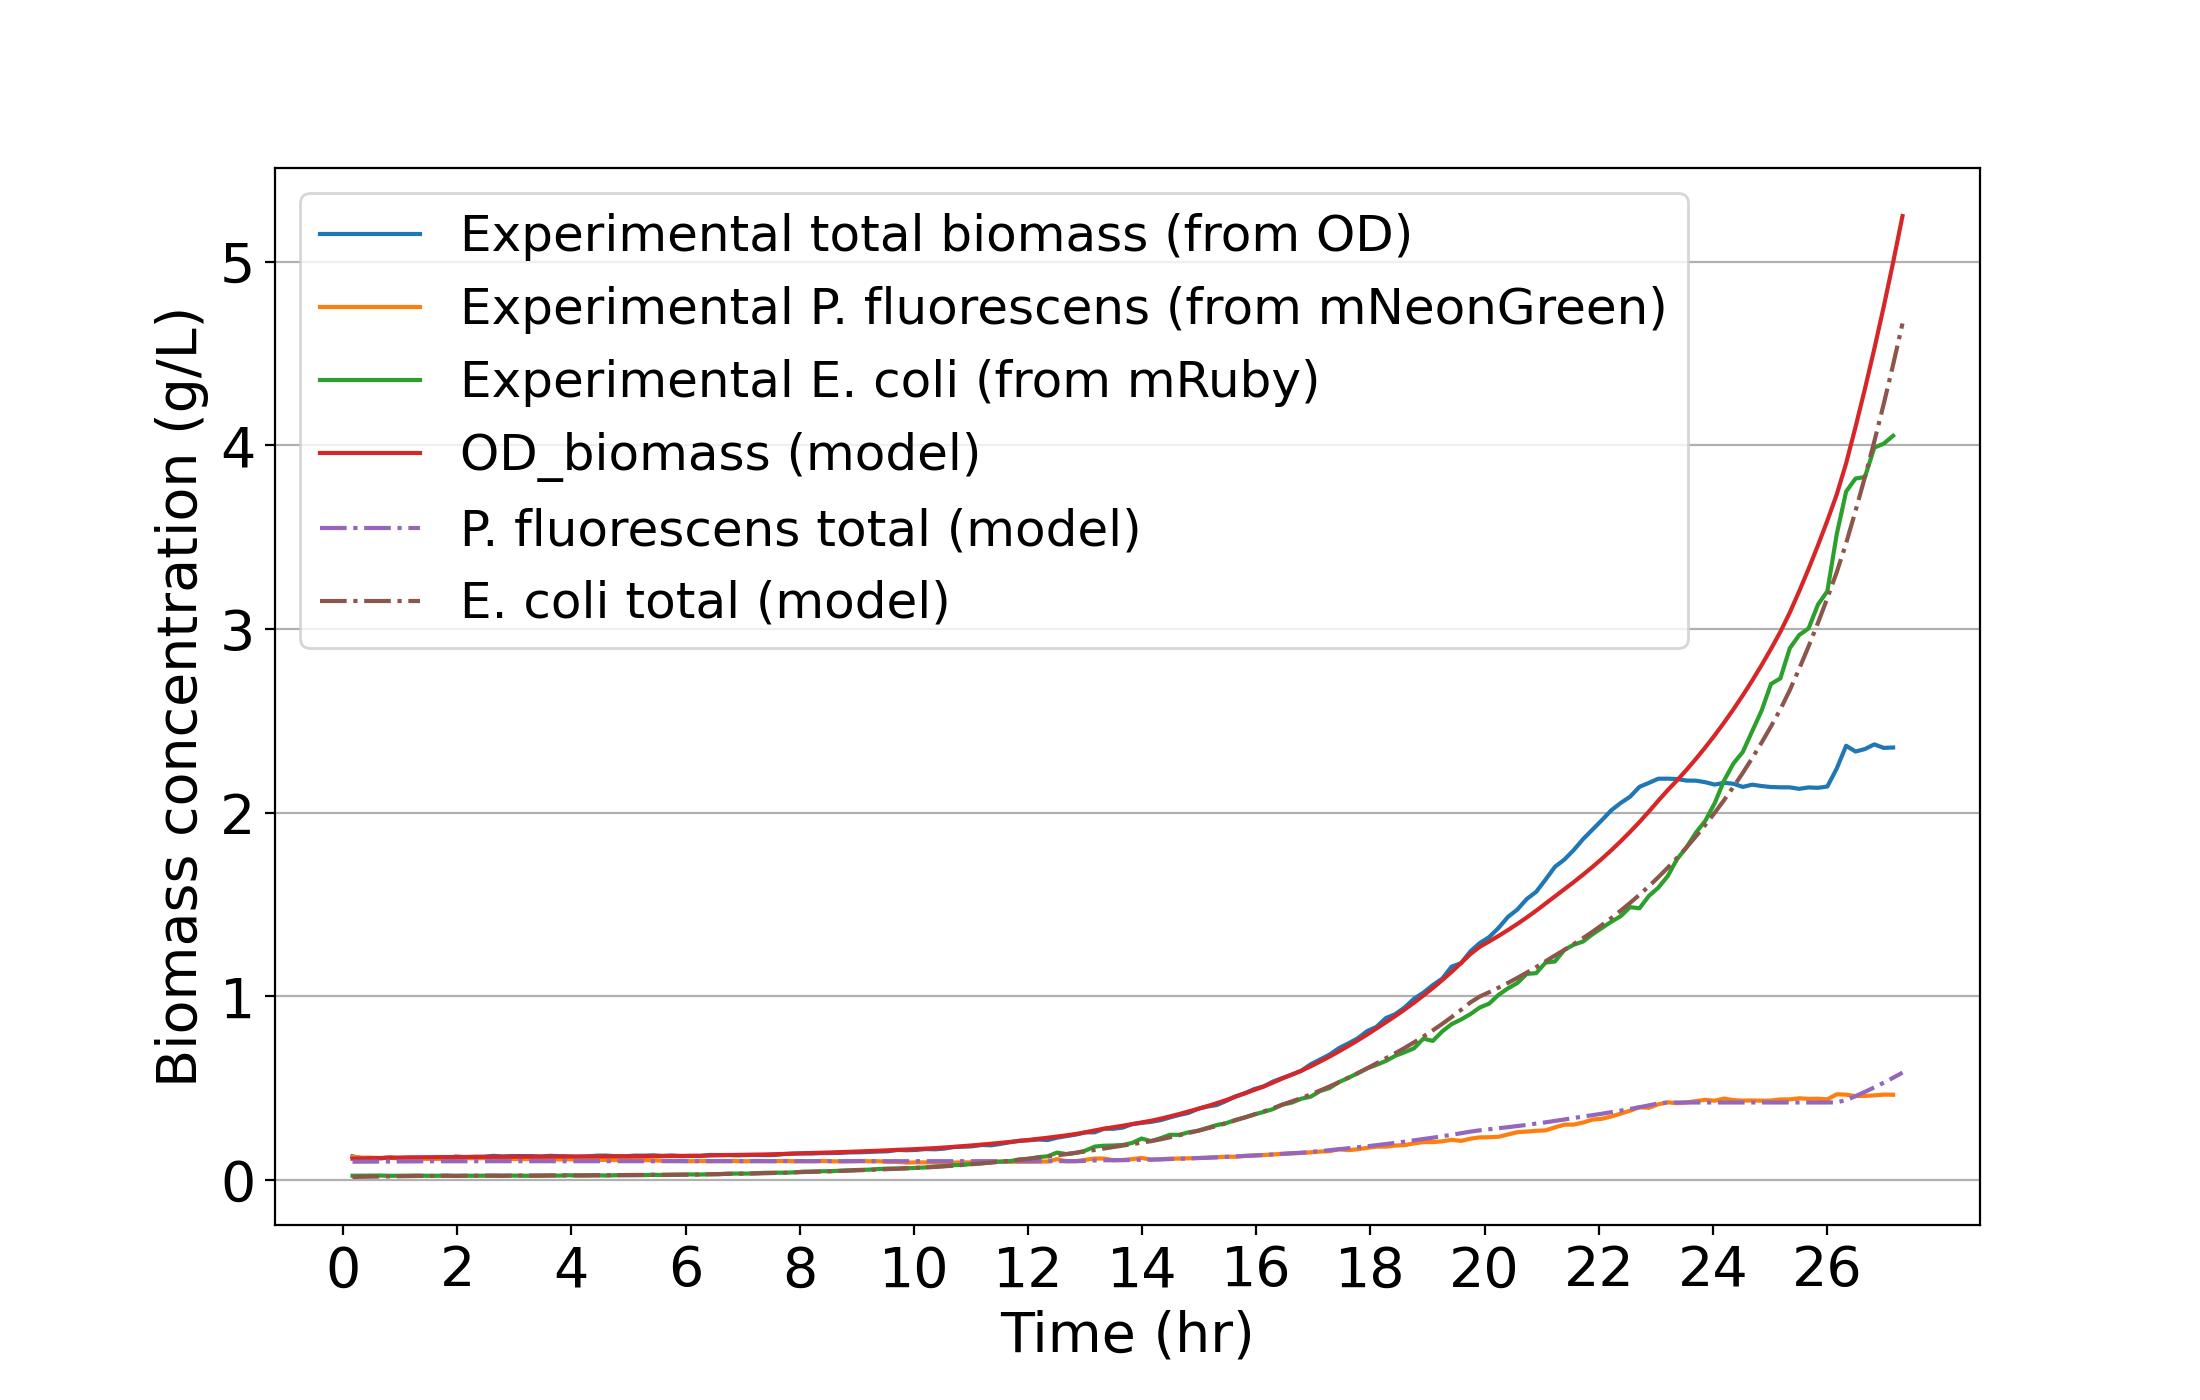 Experimental total biomass (from OD)
Experimental P. fluorescens (from mNeonGreen)
Experimental E. coli (from mRuby)
OD_biomass (model)
P. fluorescens total (model)
E. coli total (model)
Biomass concentration (g/L)
5
4
3
2
1
0
0 2 4 6 8 10 12 14 16 18 20 22 24 26
Time (hr)